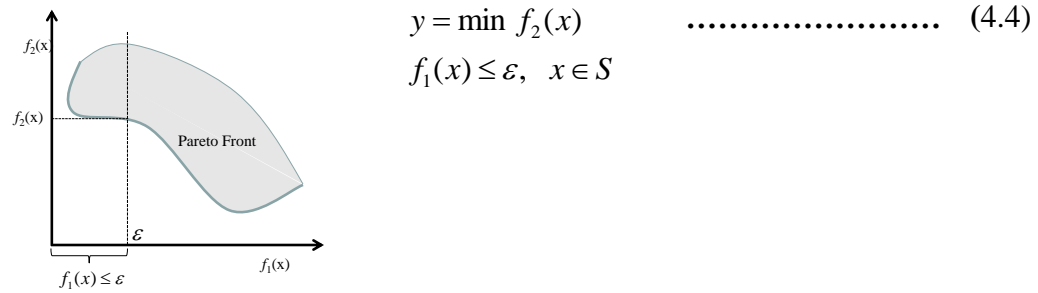 f₂(x)
f₂(x)
Pareto Front
ε
f₁(x)
f₁(x) ≤ ε
y = min f₂(x) ........................ (4.4)
f₁(x) ≤ ε, x ∈ S